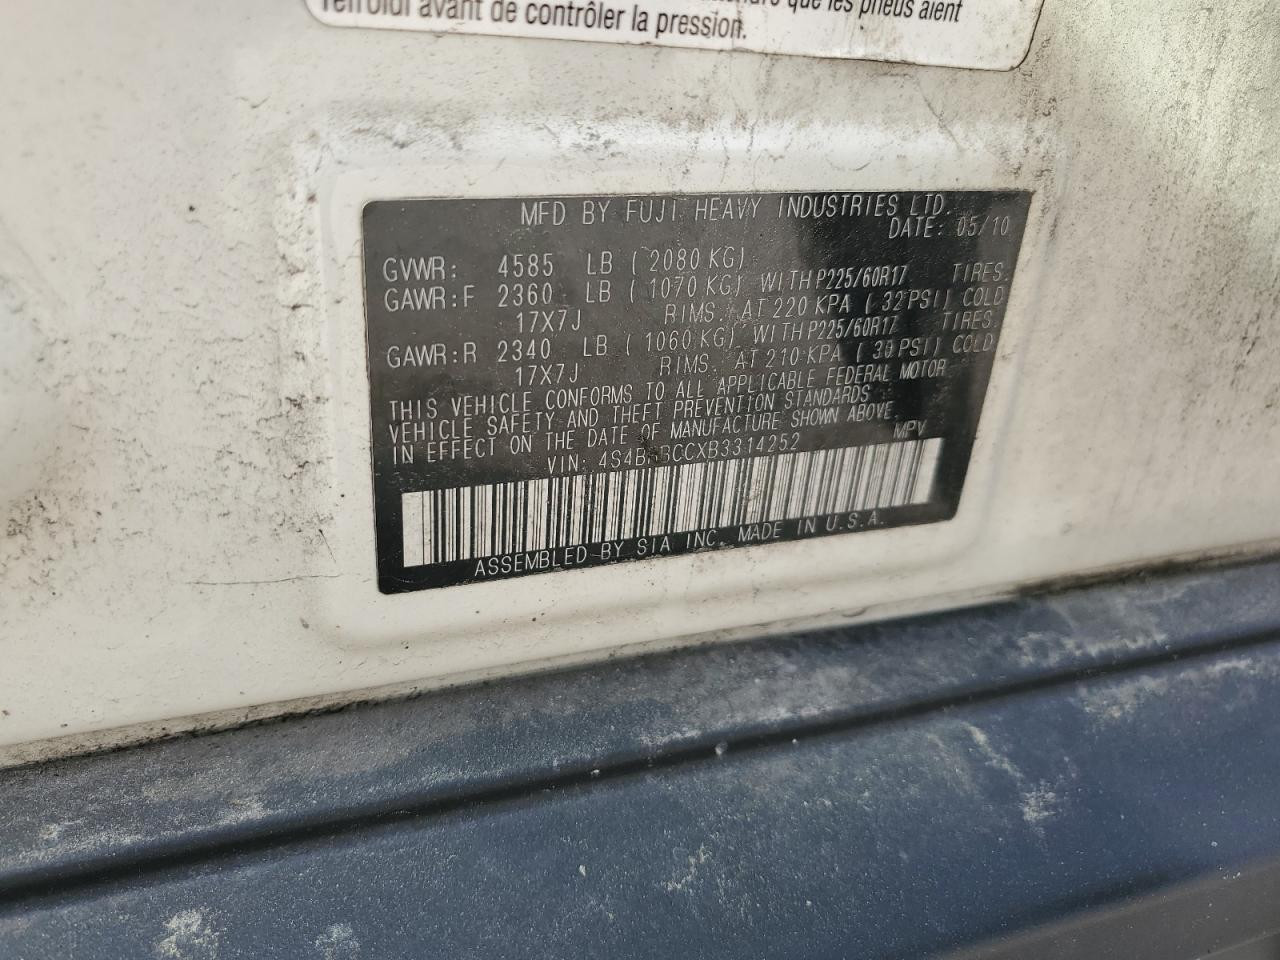 avant de contrôler la pression.
que les pneus aient
MFD BY FUJI HEAVY INDUSTRIES LTD.
DATE: 05/10
GVWR: 4585 LB ( 2080 KG)
GAWR:F 2360 LB ( 1070 KG) WITH P225/60R17 TIRES,
17X7J RIMS, AT 220 KPA ( 32 PSI) COLD
GAWR:R 2340 LB ( 1060 KG) WITH P225/60R17 TIRES,
17X7J RIMS, AT 210 KPA ( 30 PSI) COLD
THIS VEHICLE CONFORMS TO ALL APPLICABLE FEDERAL MOTOR
VEHICLE SAFETY AND THEFT PREVENTION STANDARDS
IN EFFECT ON THE DATE OF MANUFACTURE SHOWN ABOVE.
VIN: MPV
ASSEMBLED BY SIA INC. MADE IN U.S.A.